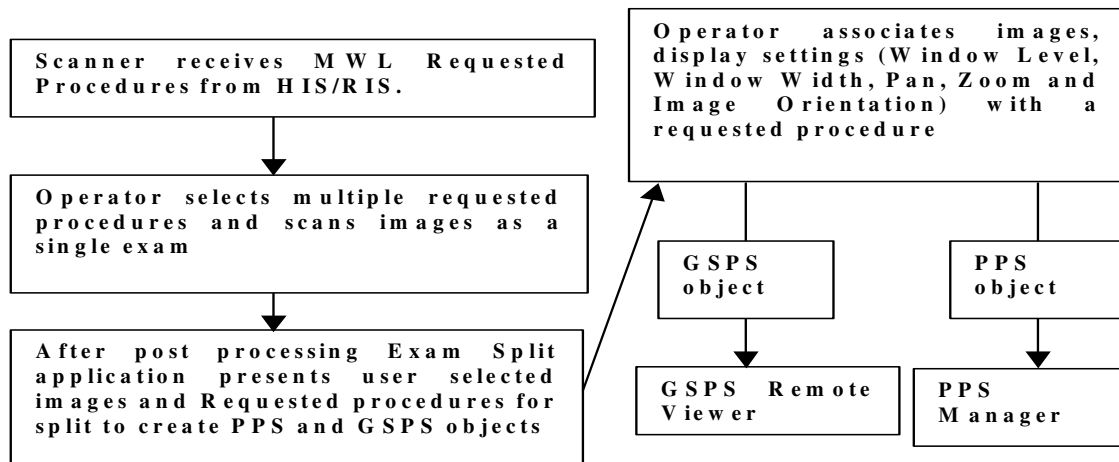 Scanner receives MWL Requested
Procedures from HIS/RIS.
Operator selects multiple requested
procedures and scans images as a
single exam
After post processing Exam Split
application presents user selected
images and Requested procedures for
split to create PPS and GSPS objects
Operator associates images,
display settings (Window Level,
Window Width, Pan, Zoom and
Image Orientation) with a
requested procedure
GSPS
object
PPS
object
GSPS Remote
Viewer
PPS
Manager